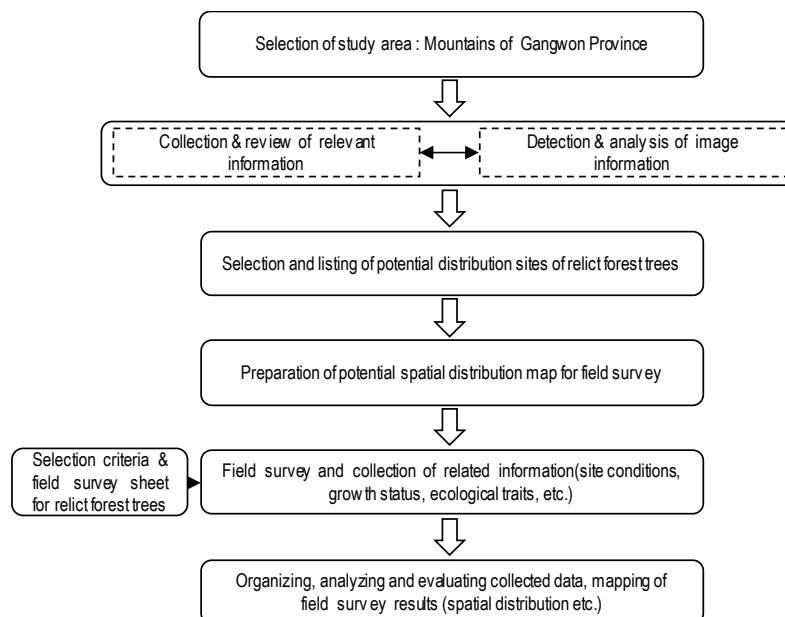 Selection of study area : Mountains of Gangwon Province
Collection & review of relevant
information
Detection & analysis of image
information
Selection and listing of potential distribution sites of relict forest trees
Preparation of potential spatial distribution map for field survey
Selection criteria &
field survey sheet
for relict forest trees
Field survey and collection of related information(site conditions,
growth status, ecological traits, etc.)
Organizing, analyzing and evaluating collected data, mapping of
field survey results (spatial distribution etc.)